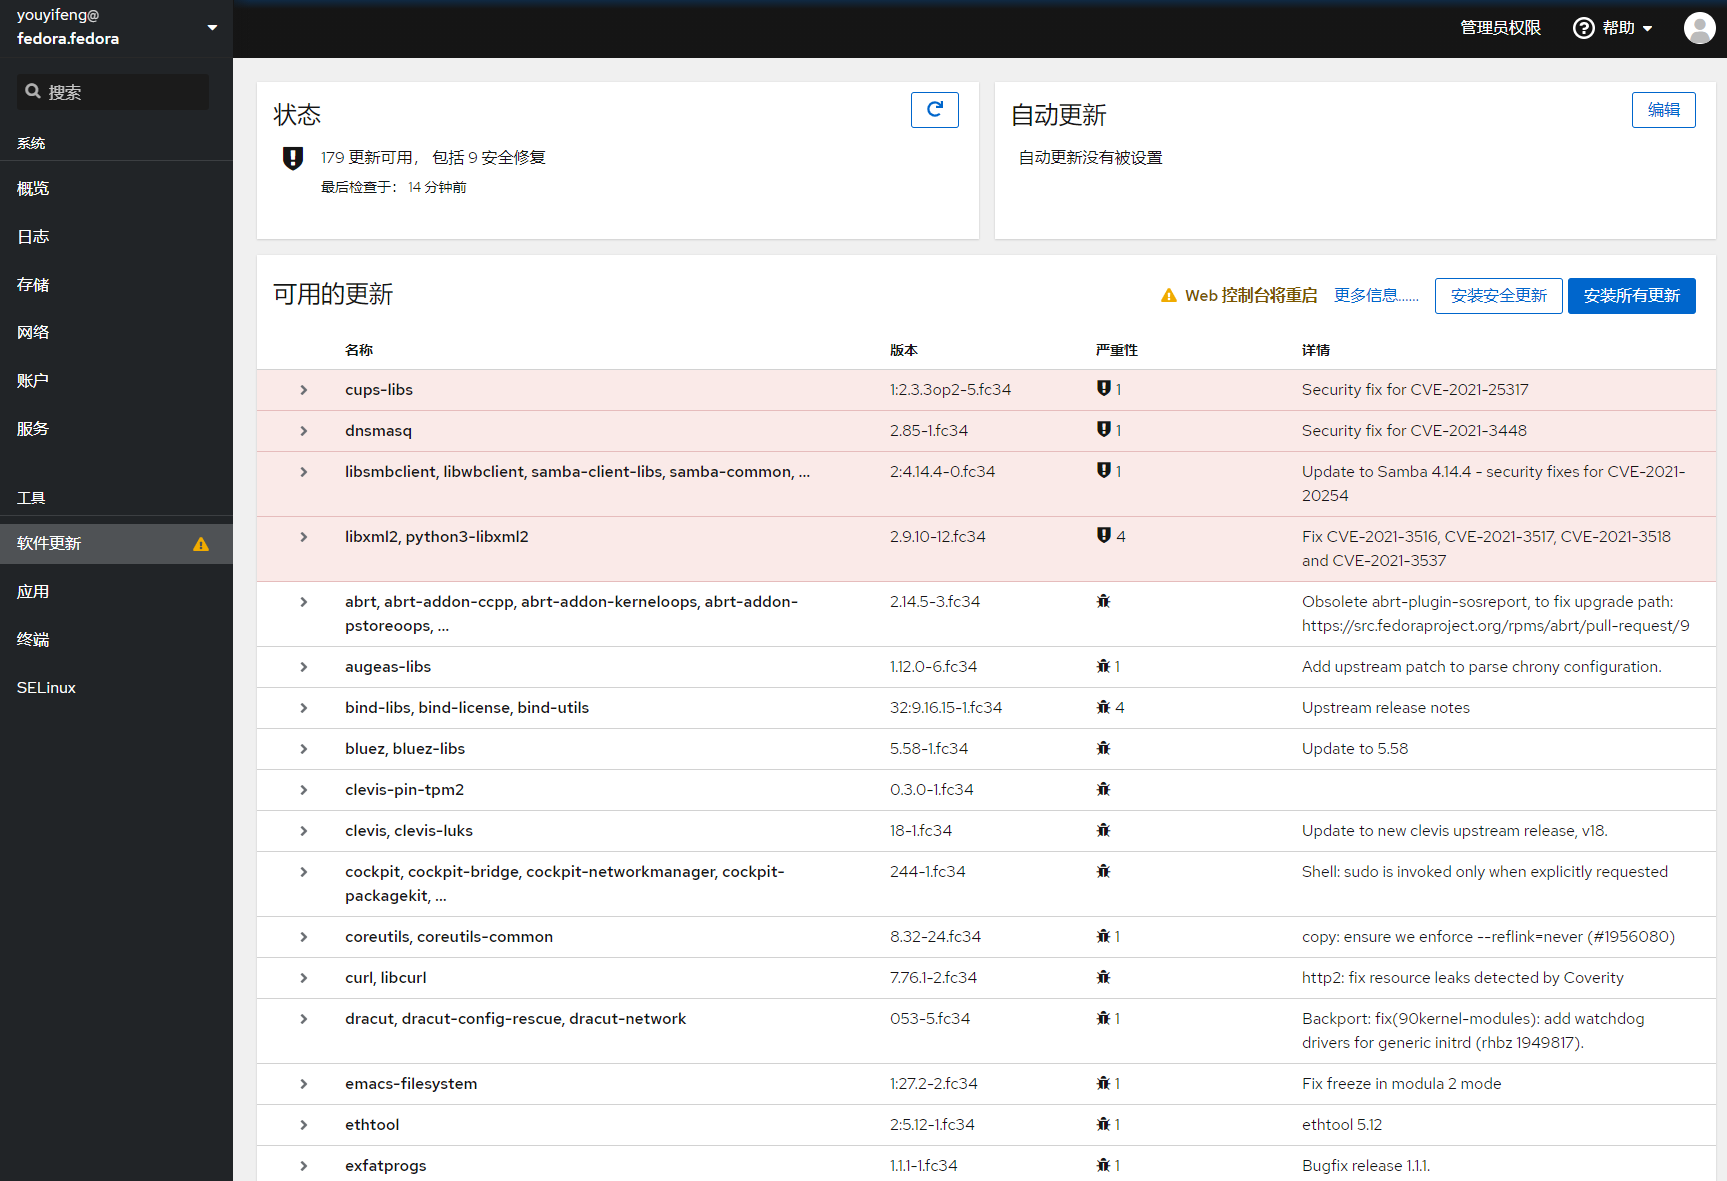 youyifeng@
fedora.fedora
管理员权限
帮助
搜索
系统
概览
日志
存储
网络
账户
服务
工具
软件更新
应用
终端
SELinux
状态
179 更新可用， 包括 9 安全修复
最后检查于： 14 分钟前
自动更新
编辑
自动更新没有被设置
可用的更新
Web 控制台将重启 更多信息...... 安装安全更新 安装所有更新
名称 版本 严重性 详情
cups-libs 1:2.3.3op2-5.fc34 1 Security fix for CVE-2021-25317
dnsmasq 2.85-1.fc34 1 Security fix for CVE-2021-3448
libsmbclient, libwbclient, samba-client-libs, samba-common, ... 2:4.14.4-0.fc34 1 Update to Samba 4.14.4 - security fixes for CVE-2021-
20254
libxml2, python3-libxml2 2.9.10-12.fc34 4 Fix CVE-2021-3516, CVE-2021-3517, CVE-2021-3518
and CVE-2021-3537
abrt, abrt-addon-ccpp, abrt-addon-kerneloops, abrt-addon- 2.14.5-3.fc34 Obsolete abrt-plugin-sosreport, to fix upgrade path:
pstoreoops, ... https://src.fedoraproject.org/rpms/abrt/pull-request/9
augeas-libs 1.12.0-6.fc34 1 Add upstream patch to parse chrony configuration.
bind-libs, bind-license, bind-utils 32:9.16.15-1.fc34 4 Upstream release notes
bluez, bluez-libs 5.58-1.fc34 Update to 5.58
clevis-pin-tpm2 0.3.0-1.fc34
clevis, clevis-luks 18-1.fc34 Update to new clevis upstream release, v18.
cockpit, cockpit-bridge, cockpit-networkmanager, cockpit- 244-1.fc34 Shell: sudo is invoked only when explicitly requested
packagekit, ...
coreutils, coreutils-common 8.32-24.fc34 1 copy: ensure we enforce --reflink=never (#1956080)
curl, libcurl 7.76.1-2.fc34 http2: fix resource leaks detected by Coverity
dracut, dracut-config-rescue, dracut-network 053-5.fc34 1 Backport: fix(90kernel-modules): add watchdog
drivers for generic initrd (rhbz 1949817).
emacs-filesystem 1:27.2-2.fc34 1 Fix freeze in modula 2 mode
ethtool 2:5.12-1.fc34 1 ethtool 5.12
exfatprogs 1.1.1-1.fc34 1 Bugfix release 1.1.1.